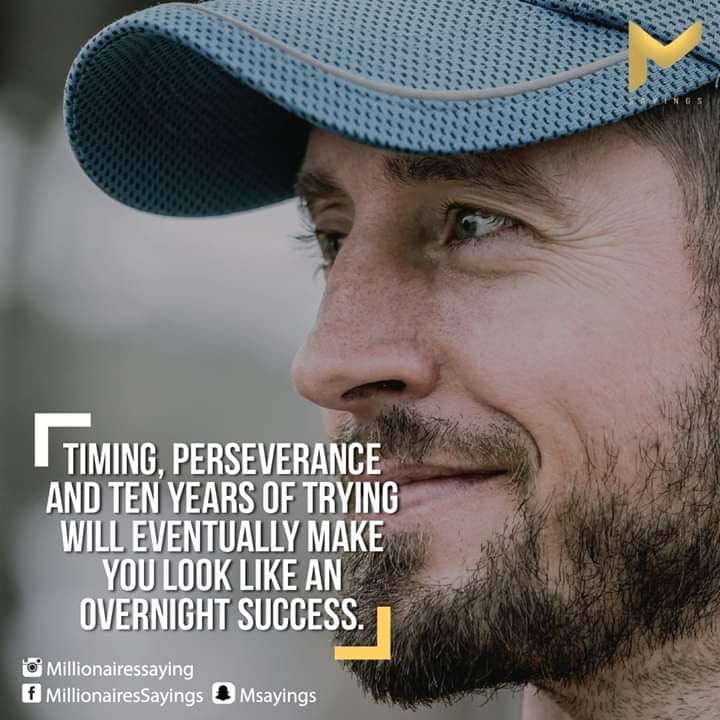 M
SAYINGS
TIMING, PERSEVERANCE
AND TEN YEARS OF TRYING
WILL EVENTUALLY MAKE
YOU LOOK LIKE AN
OVERNIGHT SUCCESS.
Millionairessaying
f MillionairesSayings Msayings